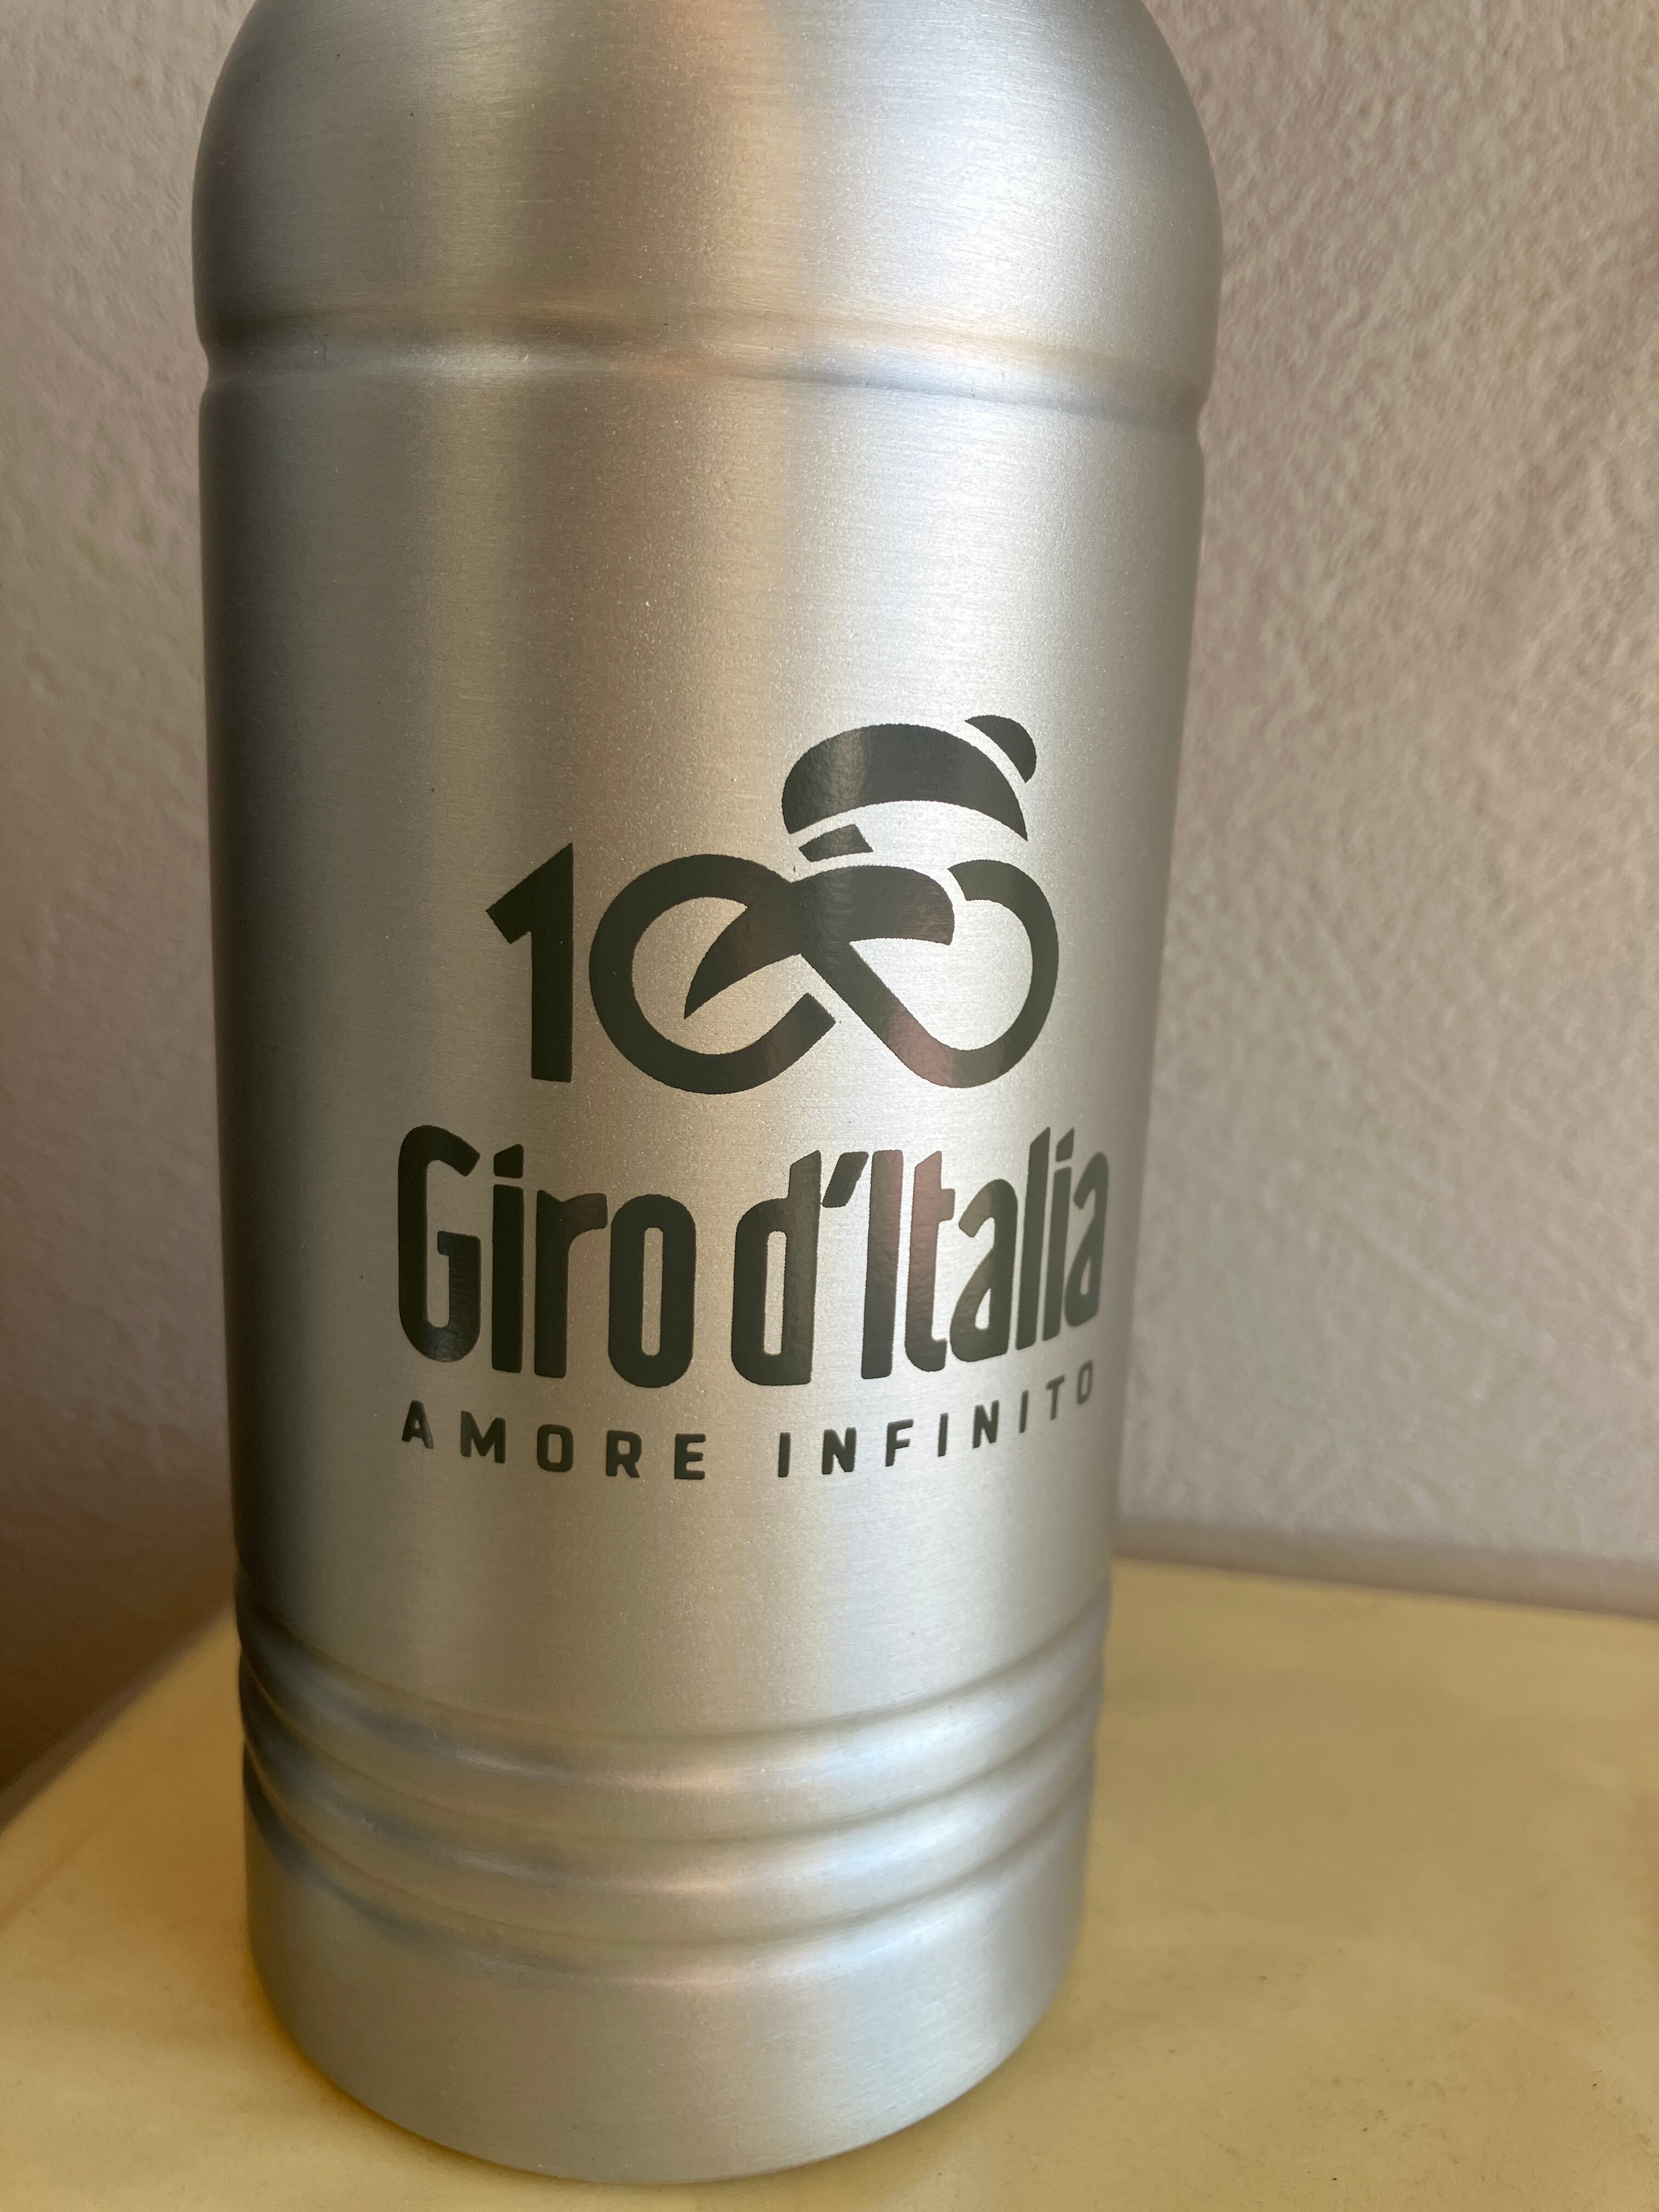 100
Giro d'Italia
AMORE INFINITO